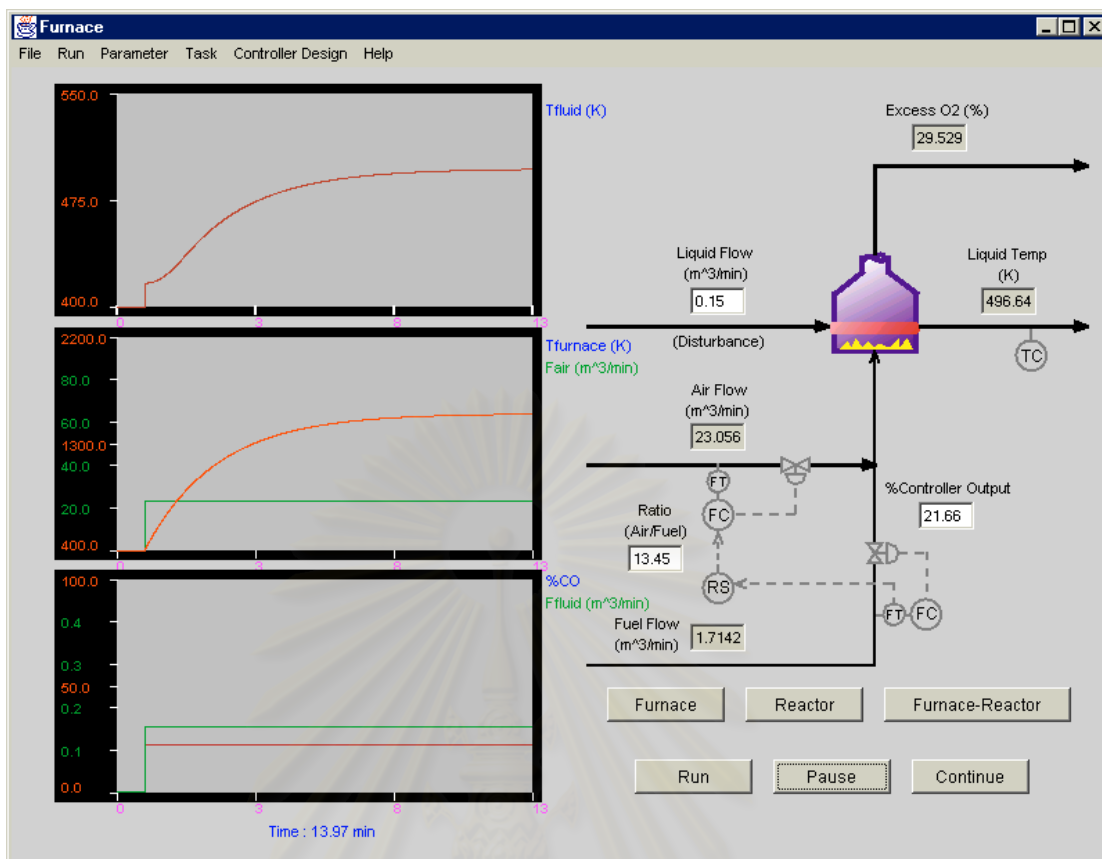 Furnace
File Run Parameter Task Controller Design Help
550.0
475.0
400.0
0 3 8 13
Tfluid (K)
2200.0
80.0
60.0
1300.0
40.0
20.0
400.0
0 3 8 13
Tfurnace (K)
Fair (m^3/min)
100.0
0.4
0.3
50.0
0.2
0.1
0.0
0 3 8 13
%CO
Ffluid (m^3/min)
Time : 13.97 min
Excess O2 (%)
29.529
Liquid Flow
(m^3/min)
0.15
(Disturbance)
Liquid Temp
(K)
496.64
TC
Air Flow
(m^3/min)
23.056
FT
FC
Ratio
(Air/Fuel)
13.45
RS
%Controller Output
21.66
FT
FC
Fuel Flow
(m^3/min)
1.7142
Furnace Reactor Furnace-Reactor
Run Pause Continue